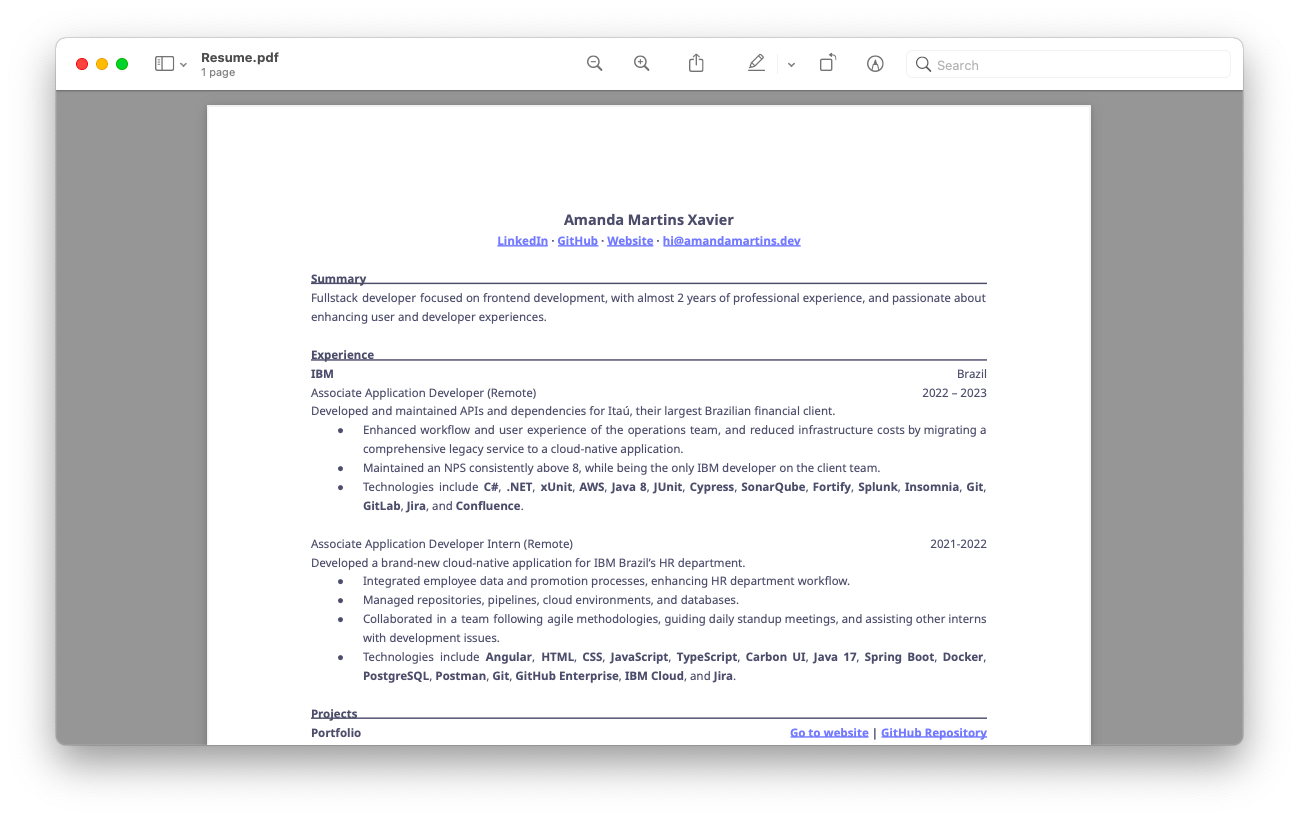 Resume.pdf
1 page
Search
Amanda Martins Xavier
LinkedIn · GitHub · Website · hi@amandamartins.dev
Summary
Fullstack developer focused on frontend development, with almost 2 years of professional experience, and passionate about
enhancing user and developer experiences.
Experience
IBM Brazil
Associate Application Developer (Remote) 2022 – 2023
Developed and maintained APIs and dependencies for Itaú, their largest Brazilian financial client.
● Enhanced workflow and user experience of the operations team, and reduced infrastructure costs by migrating a
comprehensive legacy service to a cloud-native application.
● Maintained an NPS consistently above 8, while being the only IBM developer on the client team.
● Technologies include C#, .NET, xUnit, AWS, Java 8, JUnit, Cypress, SonarQube, Fortify, Splunk, Insomnia, Git,
GitLab, Jira, and Confluence.
Associate Application Developer Intern (Remote) 2021-2022
Developed a brand-new cloud-native application for IBM Brazil’s HR department.
● Integrated employee data and promotion processes, enhancing HR department workflow.
● Managed repositories, pipelines, cloud environments, and databases.
● Collaborated in a team following agile methodologies, guiding daily standup meetings, and assisting other interns
with development issues.
● Technologies include Angular, HTML, CSS, JavaScript, TypeScript, Carbon UI, Java 17, Spring Boot, Docker,
PostgreSQL, Postman, Git, GitHub Enterprise, IBM Cloud, and Jira.
Projects
Portfolio Go to website | GitHub Repository